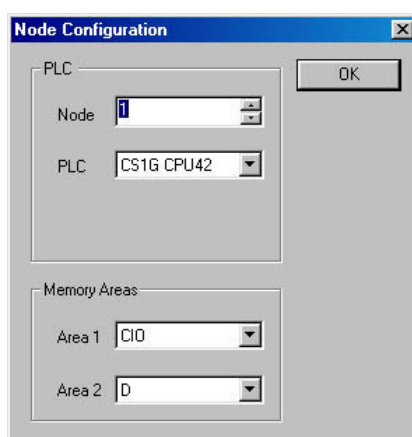 Node Configuration
PLC
OK
Node 1
PLC CS1G CPU42
Memory Areas
Area 1 CIO
Area 2 D